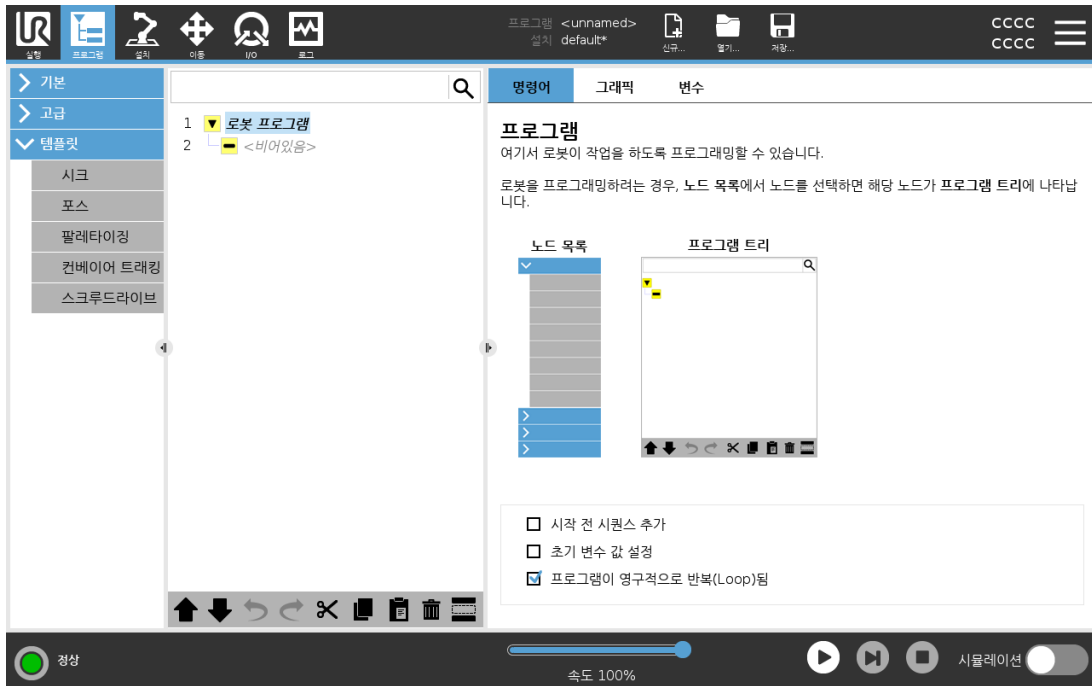 UR
실행
프로그램
설치
이동
I/O
로그
프로그램 <unnamed>
설치 default*
신규...
열기...
저장...
CCCC
CCCC
기본
고급
템플릿
시크
포스
팔레타이징
컨베이어 트래킹
스크루드라이브
1 로봇 프로그램
2 <비어있음>
명령어 그래픽 변수
프로그램
여기서 로봇이 작업을 하도록 프로그래밍할 수 있습니다.
로봇을 프로그래밍하려는 경우, 노드 목록에서 노드를 선택하면 해당 노드가 프로그램 트리에 나타납
니다.
노드 목록
프로그램 트리
시작 전 시퀀스 추가
초기 변수 값 설정
프로그램이 영구적으로 반복(Loop)됨
정상
속도 100%
시뮬레이션